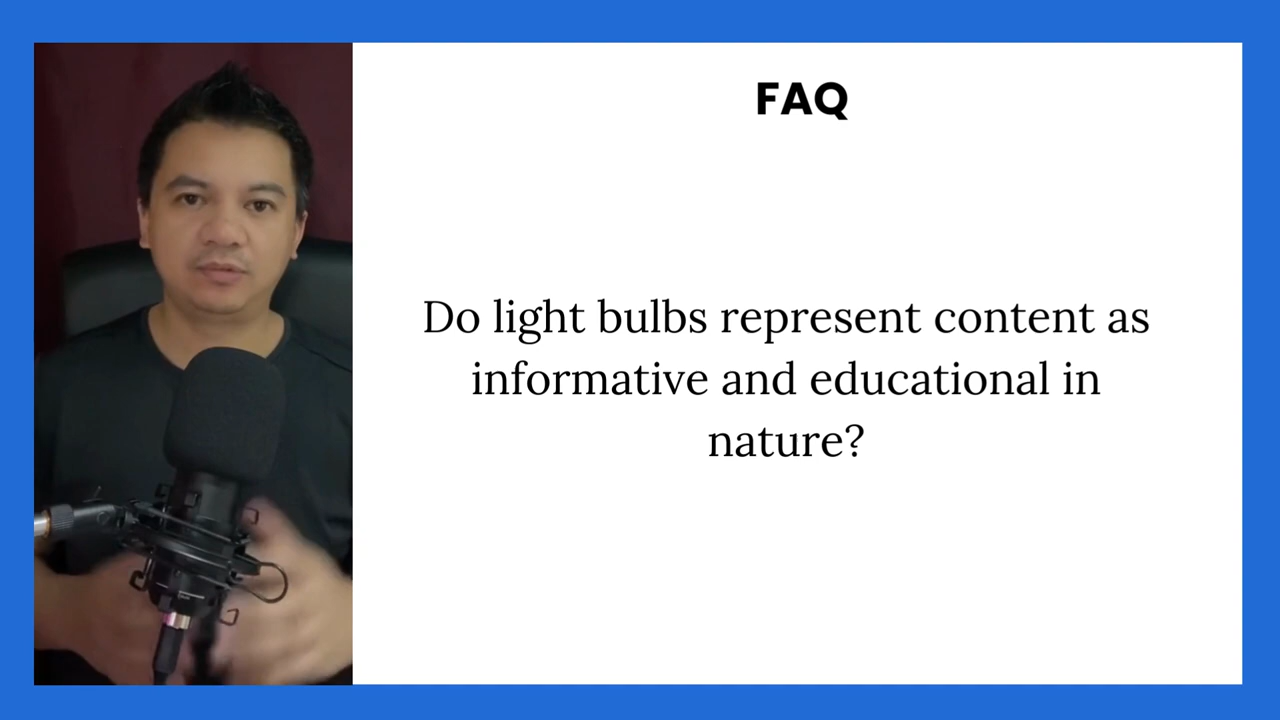 FAQ
Do light bulbs represent content as
informative and educational in
nature?